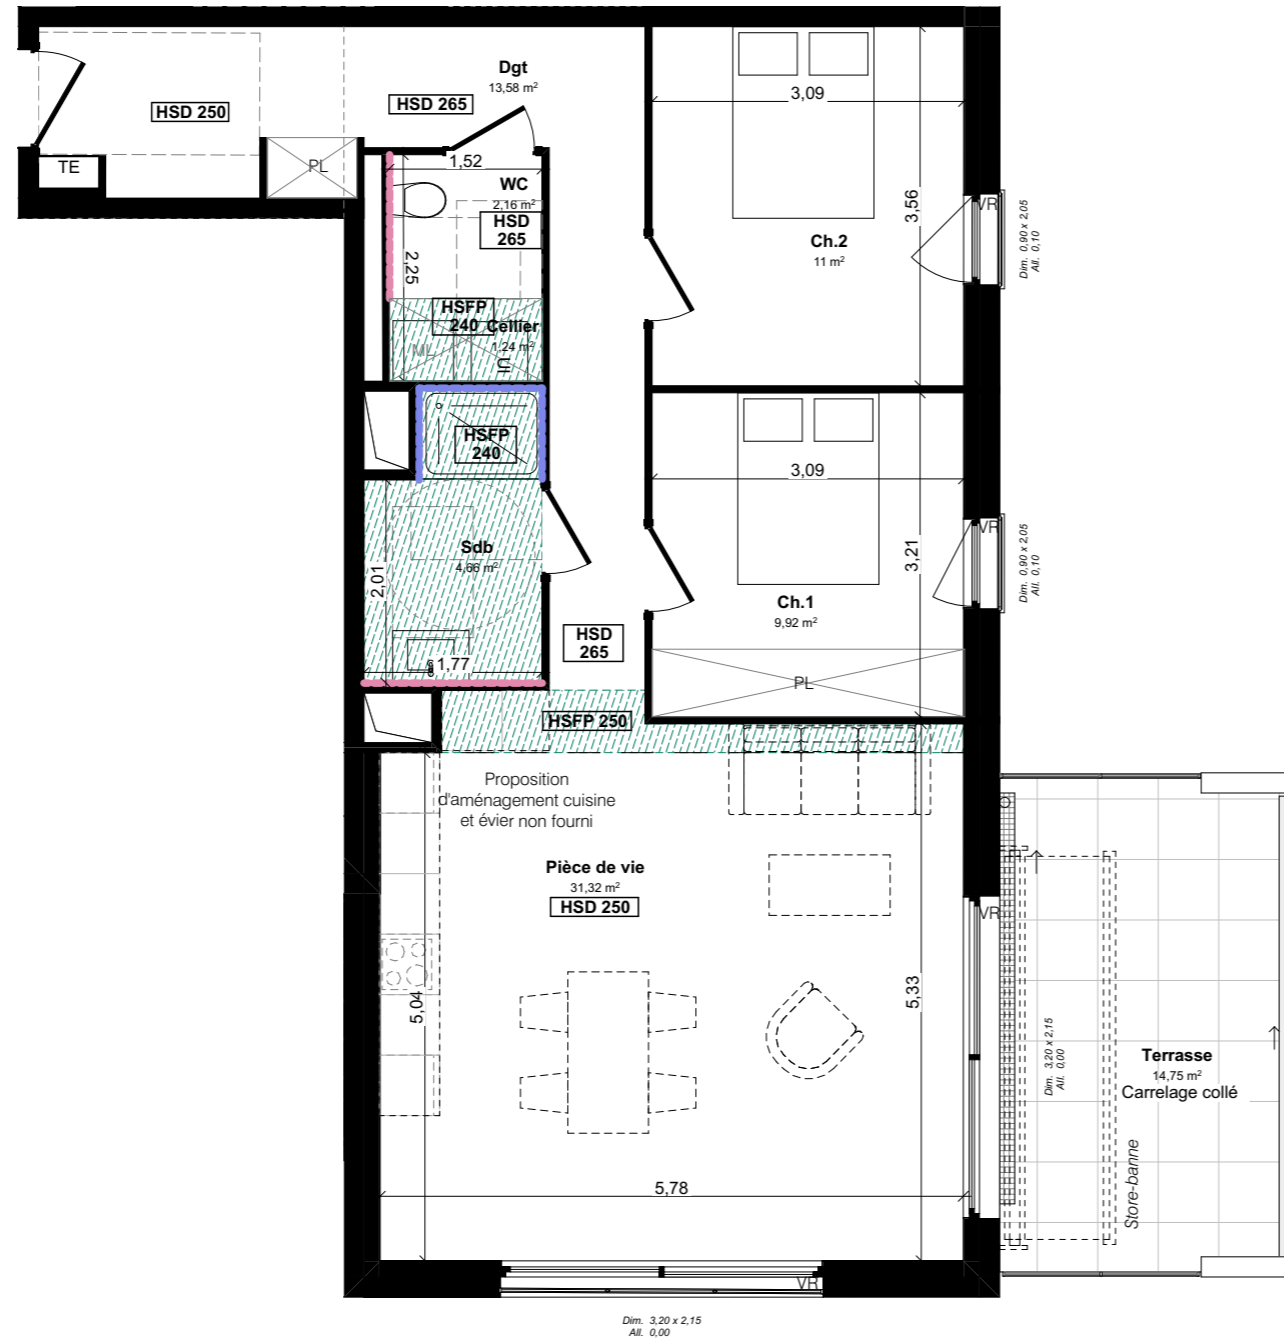 Dgt
13,58 m²
HSD 250
HSD 265
TE
PL
1,52
WC
2,16 m²
HSD
265
2,25
HSFP
240
Cellier
1.24 m²
ML
HSFP
240
Sdb
4,66 m²
2,01
1,77
HSD
265
HSFP 250
3,09
3,56
Ch.2
11 m²
VR
Dim. 0,90 x 2,05
All. 0,10
3,09
3,21
Ch.1
9,92 m²
VR
Dim. 0,90 x 2,05
All. 0,10
PL
Proposition
d'aménagement cuisine
et évier non fourni
Pièce de vie
31,32 m²
HSD 250
5,04
5,33
5,78
VR
VR
Dim. 3,20 x 2,15
All. 0,00
Dim. 3,20 x 2,15
All. 0,00
Terrasse
14,75 m²
Carrelage collé
Store-banne